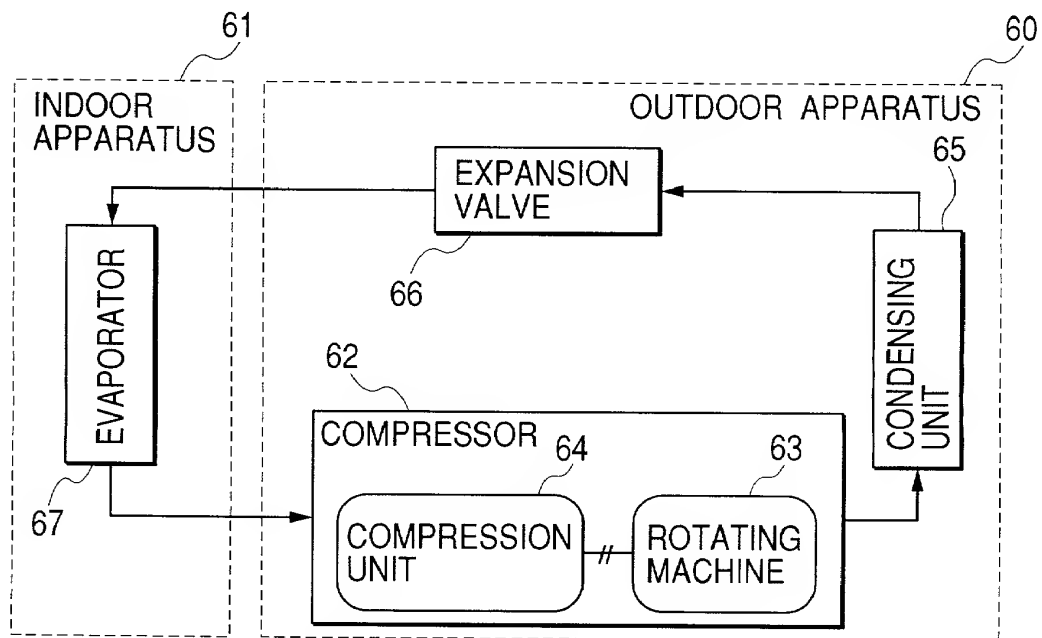 61
60
INDOOR
APPARATUS
OUTDOOR APPARATUS
65
EXPANSION
VALVE
66
EVAPORATOR
67
CONDENSING
UNIT
62
COMPRESSOR
64
63
COMPRESSION
UNIT
ROTATING
MACHINE